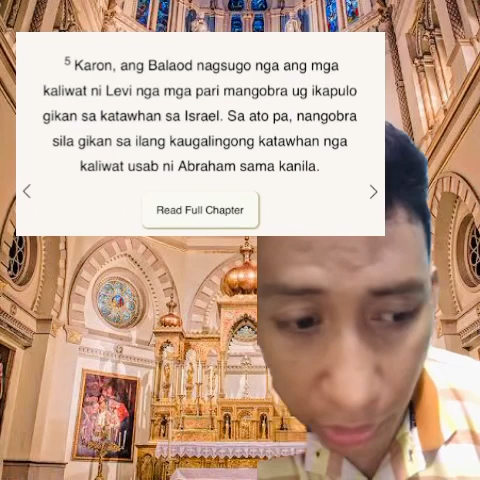 5 Karon, ang Balaod nagsugo nga ang mga
kaliwat ni Levi nga mga pari mangobra ug ikapulo
gikan sa katawhan sa Israel. Sa ato pa, nangobra
sila gikan sa ilang kaugalingong katawhan nga
kaliwat usab ni Abraham sama kanila.
Read Full Chapter